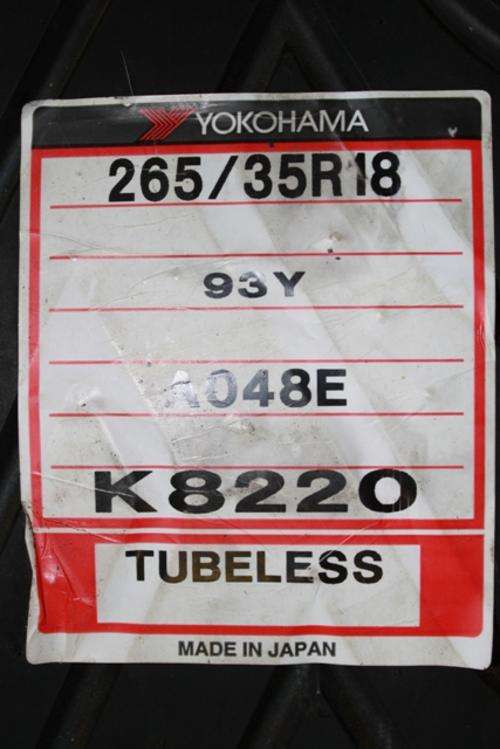 YOKOHAMA
265/35R18
93Y
A048E
K8220
TUBELESS
MADE IN JAPAN